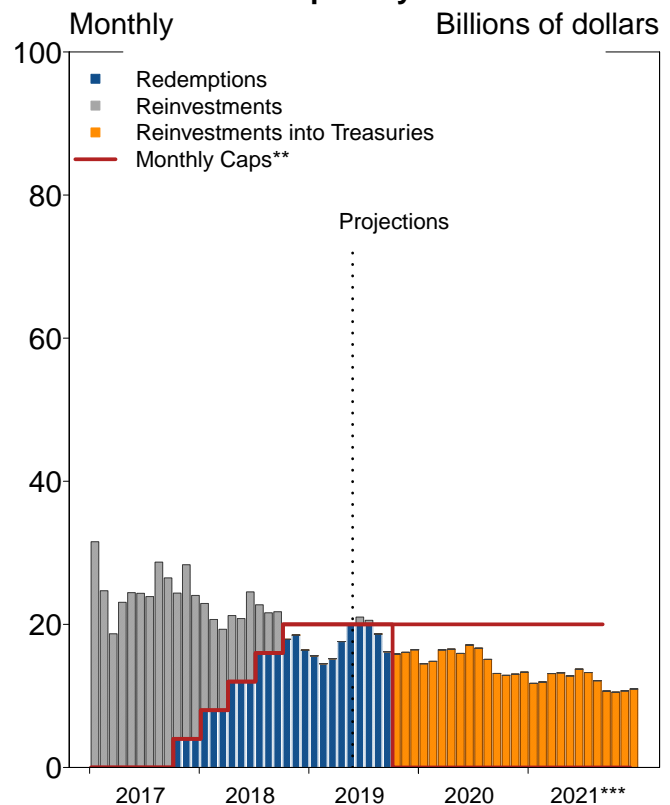 Monthly Billions of dollars
100
Redemptions
Reinvestments
Reinvestments into Treasuries
Monthly Caps**
80
Projections
60
40
20
0
2017 2018 2019 2020 2021***